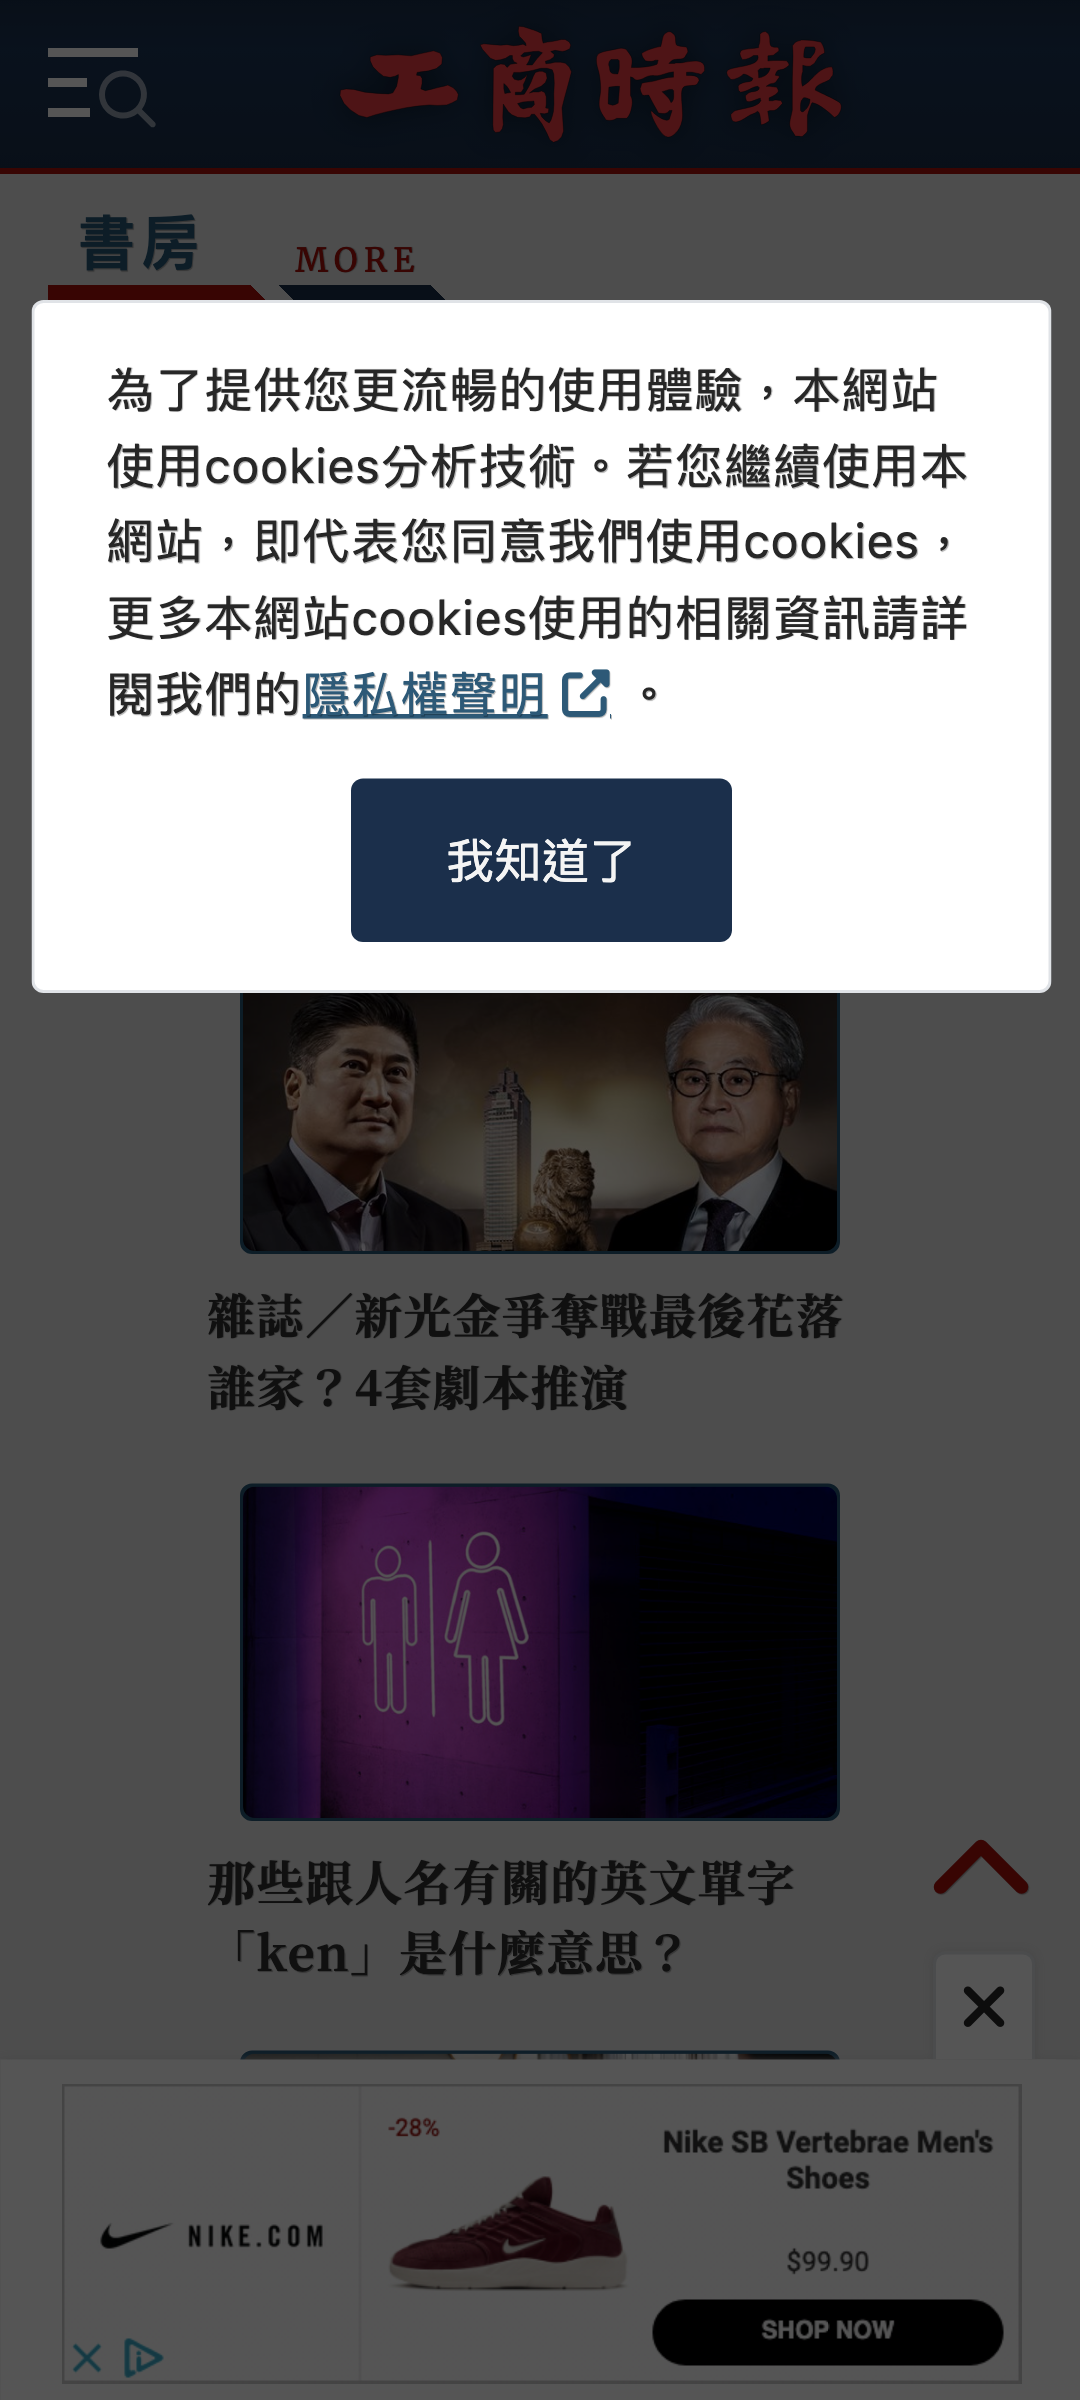 工商時報
書房
MORE
為了提供您更流暢的使用體驗，本網站
使用cookies分析技術。若您繼續使用本
網站，即代表您同意我們使用cookies，
更多本網站cookies使用的相關資訊請詳
閱我們的隱私權聲明 。
我知道了
雜誌／新光金爭奪戰最後花落
誰家？4套劇本推演
那些跟人名有關的英文單字
「ken」是什麼意思？
-28%
Nike SB Vertebrae Men's
Shoes
NIKE.COM
$99.90
SHOP NOW